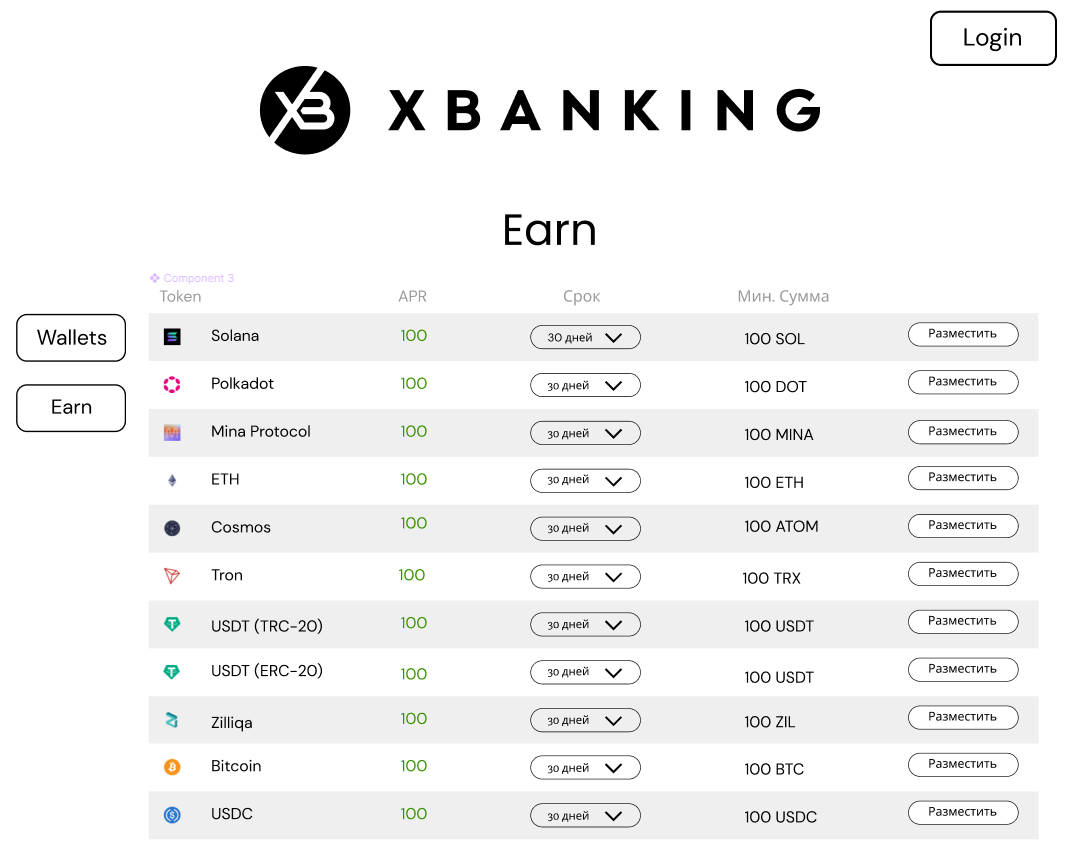 Login
XB XBANKING
Earn
Component 3
Token APR Срок Мин. Сумма
Wallets
Earn
Solana 100 30 дней 100 SOL Разместить
Polkadot 100 30 дней 100 DOT Разместить
Mina Protocol 100 30 дней 100 MINA Разместить
ETH 100 30 дней 100 ETH Разместить
Cosmos 100 30 дней 100 ATOM Разместить
Tron 100 30 дней 100 TRX Разместить
USDT (TRC-20) 100 30 дней 100 USDT Разместить
USDT (ERC-20) 100 30 дней 100 USDT Разместить
Zilliqa 100 30 дней 100 ZIL Разместить
Bitcoin 100 30 дней 100 BTC Разместить
USDC 100 30 дней 100 USDC Разместить